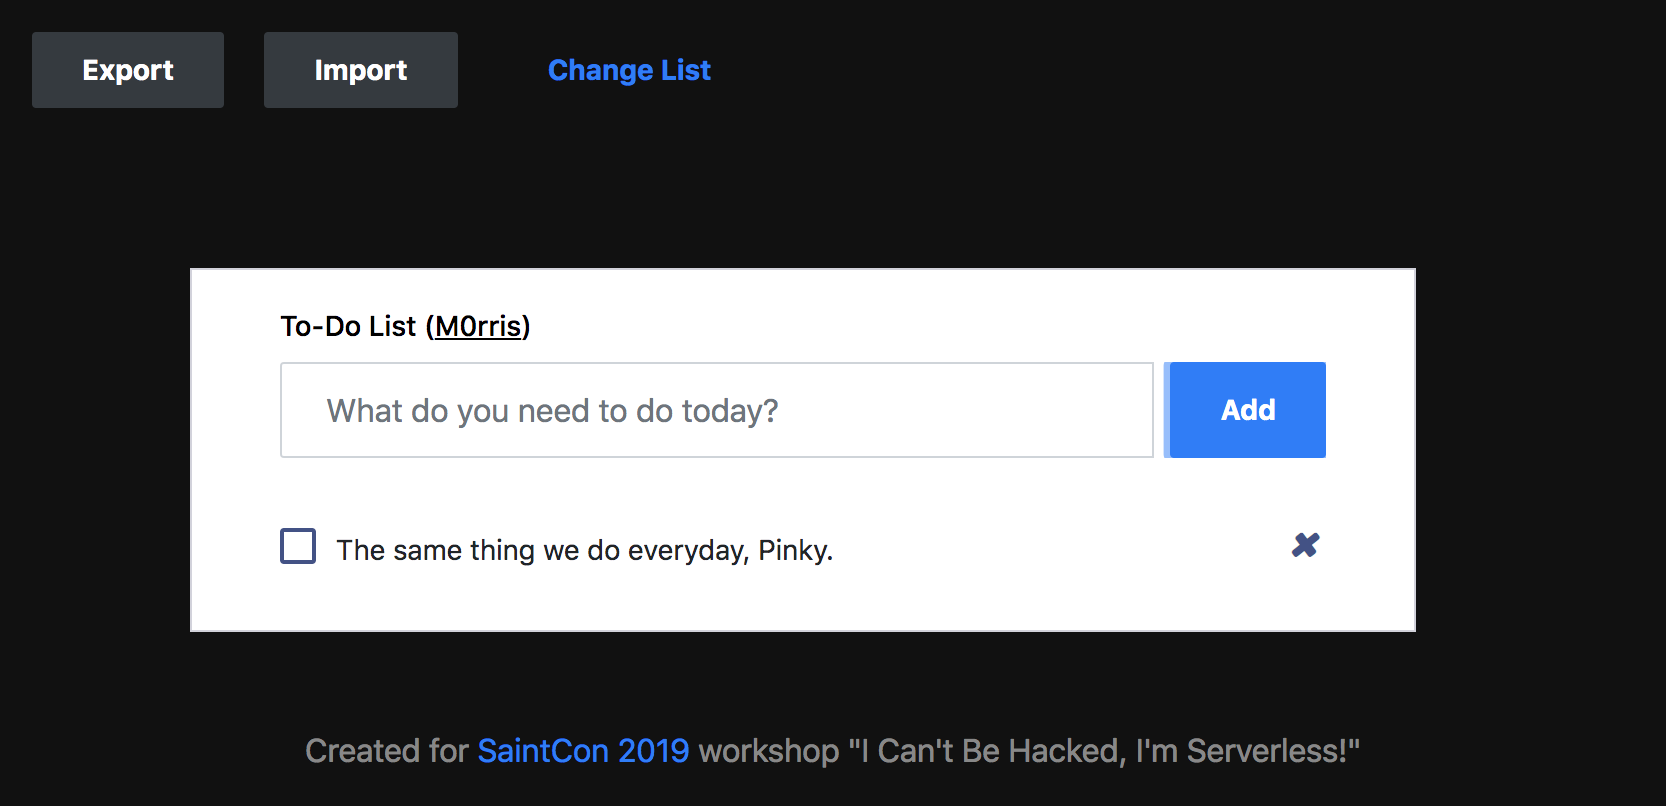 Export Import Change List
To-Do List (M0rris)
What do you need to do today?
Add
The same thing we do everyday, Pinky.
Created for SaintCon 2019 workshop "I Can't Be Hacked, I'm Serverless!"